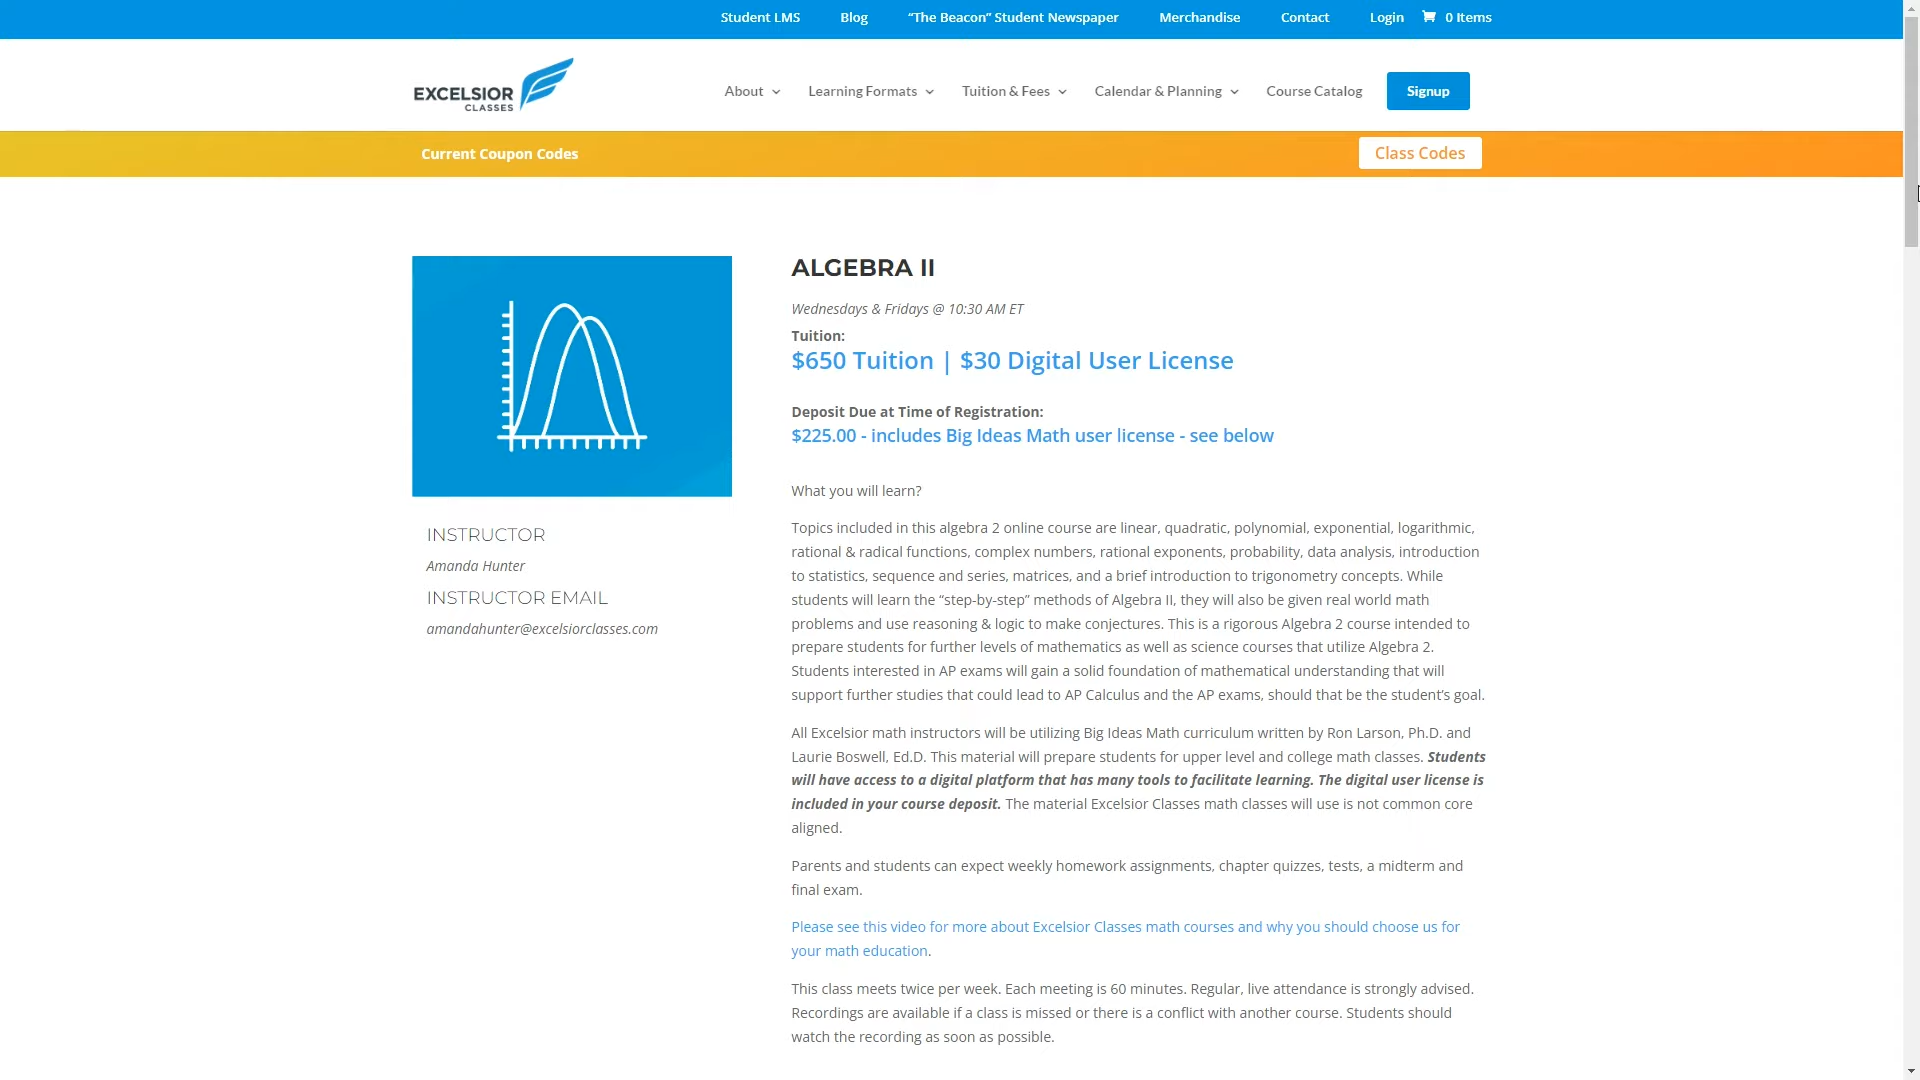 Student LMS Blog “The Beacon” Student Newspaper Merchandise Contact Login 0 Items
EXCELSIOR
CLASSES
About Learning Formats Tuition & Fees Calendar & Planning Course Catalog Signup
Current Coupon Codes Class Codes
ALGEBRA II
Wednesdays & Fridays @ 10:30 AM ET
Tuition:
$650 Tuition | $30 Digital User License
Deposit Due at Time of Registration:
$225.00 - includes Big Ideas Math user license - see below
INSTRUCTOR
Amanda Hunter
INSTRUCTOR EMAIL
amandahunter@excelsiorclasses.com
What you will learn?
Topics included in this algebra 2 online course are linear, quadratic, polynomial, exponential, logarithmic,
rational & radical functions, complex numbers, rational exponents, probability, data analysis, introduction
to statistics, sequence and series, matrices, and a brief introduction to trigonometry concepts. While
students will learn the “step-by-step” methods of Algebra II, they will also be given real world math
problems and use reasoning & logic to make conjectures. This is a rigorous Algebra 2 course intended to
prepare students for further levels of mathematics as well as science courses that utilize Algebra 2.
Students interested in AP exams will gain a solid foundation of mathematical understanding that will
support further studies that could lead to AP Calculus and the AP exams, should that be the student’s goal.
All Excelsior math instructors will be utilizing Big Ideas Math curriculum written by Ron Larson, Ph.D. and
Laurie Boswell, Ed.D. This material will prepare students for upper level and college math classes. Students
will have access to a digital platform that has many tools to facilitate learning. The digital user license is
included in your course deposit. The material Excelsior Classes math classes will use is not common core
aligned.
Parents and students can expect weekly homework assignments, chapter quizzes, tests, a midterm and
final exam.
Please see this video for more about Excelsior Classes math courses and why you should choose us for
your math education.
This class meets twice per week. Each meeting is 60 minutes. Regular, live attendance is strongly advised.
Recordings are available if a class is missed or there is a conflict with another course. Students should
watch the recording as soon as possible.